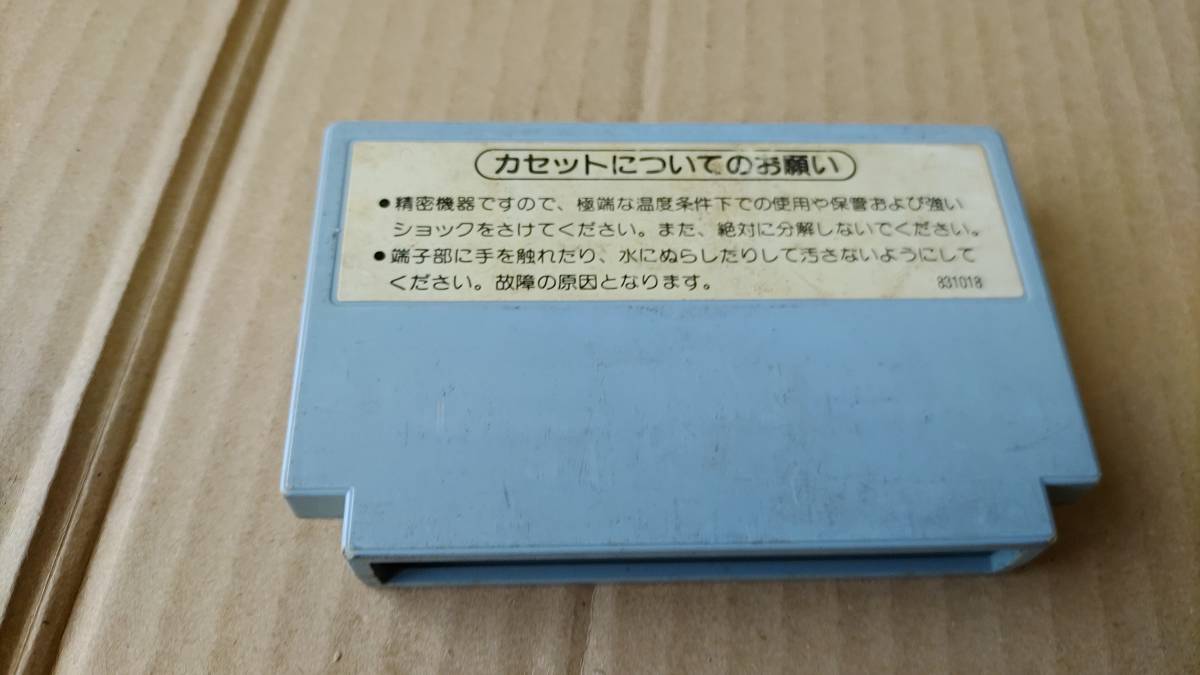 カセットについてのお願い
●精密機器ですので、極端な温度条件下での使用や保管および強い
ショックをさけてください。また、絶対に分解しないでください。
●端子部に手を触れたり、水にぬらしたりして汚さないようにして
ください。故障の原因となります。
831018